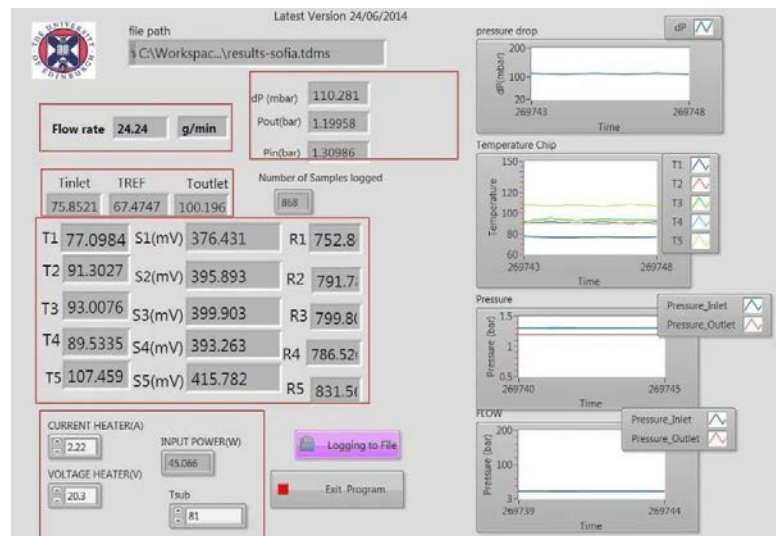 Latest Version 24/06/2014
file path
C:\Workspac...\results-sofia.tdms
Flow rate 24.24 g/min
dP (mbar) 110.281
Pout(bar) 1.19958
Pin(bar) 1.30986
Tinlet TREF Toutlet
75.8521 67.4747 100.196
Number of Samples logged
868
T1 77.0984 S1(mV) 376.431 R1 752.8
T2 91.3027 S2(mV) 395.893 R2 791.7
T3 93.0076 S3(mV) 399.903 R3 799.8
T4 89.5335 S4(mV) 393.263 R4 786.52
T5 107.459 S5(mV) 415.782 R5 831.5
CURRENT HEATER(A)
2.22
INPUT POWER(W)
45.066
VOLTAGE HEATER(V)
20.3
Tsub
81
Logging to File
Exit Program
pressure drop
dP
dP(mbar)
200
100
20
269743 269748
Time
Temperature Chip
Temperature
150
120
100
80
60
269743 269748
Time
T1
T2
T3
T4
T5
Pressure
Pressure_Inlet
Pressure_Outlet
Pressure (bar)
1.5
1
0.5
269740 269745
Time
FLOW
Pressure_Inlet
Pressure_Outlet
Pressure (bar)
200
100
3
269739 269744
Time